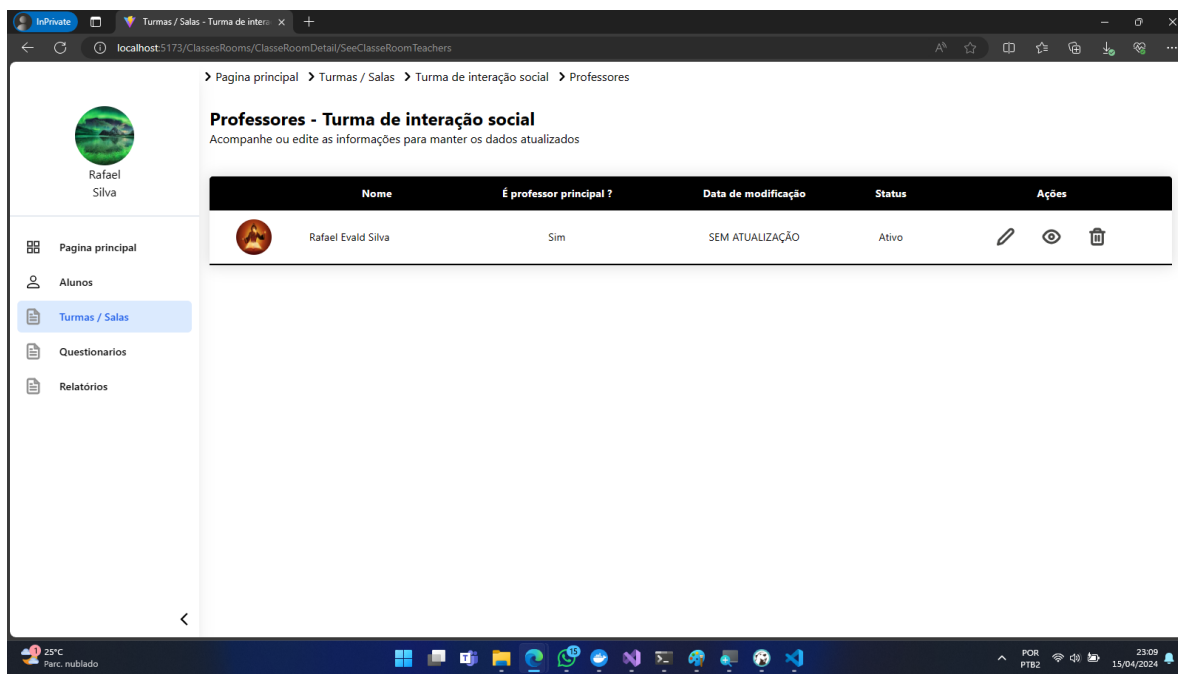 InPrivate
Turmas / Salas - Turma de intera
localhost:5173/ClassesRooms/ClasseRoomDetail/SeeClasseRoomTeachers
Pagina principal Turmas / Salas Turma de interação social Professores
Professores - Turma de interação social
Acompanhe ou edite as informações para manter os dados atualizados
Rafael
Silva
Nome É professor principal ? Data de modificação Status Ações
Rafael Evald Silva Sim SEM ATUALIZAÇÃO Ativo
Pagina principal
Alunos
Turmas / Salas
Questionarios
Relatórios
1
25°C
Parc. nublado
15
POR
PTB2
23:09
15/04/2024